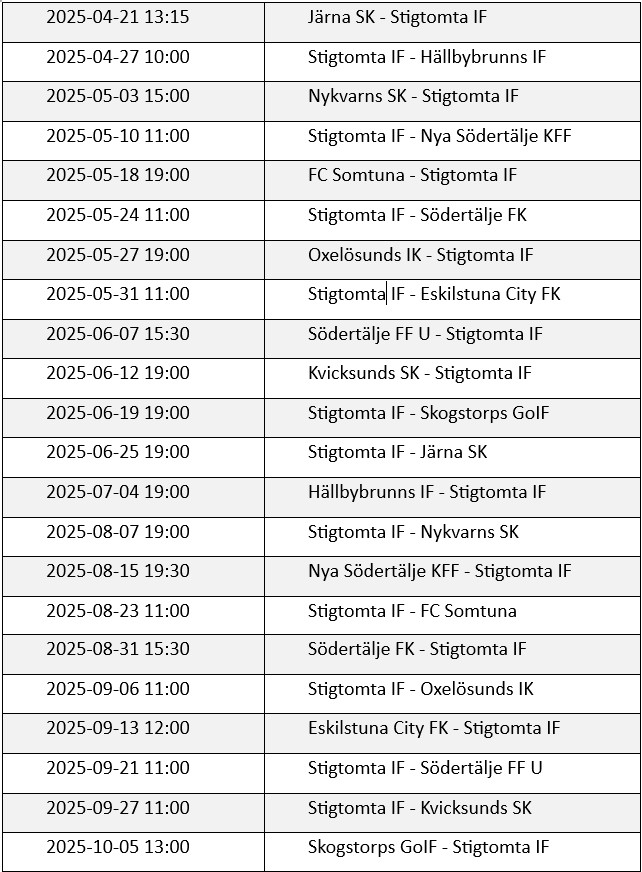 2025-04-21 13:15 Järna SK - Stigtomta IF
2025-04-27 10:00 Stigtomta IF - Hällbybrunns IF
2025-05-03 15:00 Nykvarns SK - Stigtomta IF
2025-05-10 11:00 Stigtomta IF - Nya Södertälje KFF
2025-05-18 19:00 FC Somtuna - Stigtomta IF
2025-05-24 11:00 Stigtomta IF - Södertälje FK
2025-05-27 19:00 Oxelösunds IK - Stigtomta IF
2025-05-31 11:00 Stigtomta IF - Eskilstuna City FK
2025-06-07 15:30 Södertälje FF U - Stigtomta IF
2025-06-12 19:00 Kvicksunds SK - Stigtomta IF
2025-06-19 19:00 Stigtomta IF - Skogstorps GoIF
2025-06-25 19:00 Stigtomta IF - Järna SK
2025-07-04 19:00 Hällbybrunns IF - Stigtomta IF
2025-08-07 19:00 Stigtomta IF - Nykvarns SK
2025-08-15 19:30 Nya Södertälje KFF - Stigtomta IF
2025-08-23 11:00 Stigtomta IF - FC Somtuna
2025-08-31 15:30 Södertälje FK - Stigtomta IF
2025-09-06 11:00 Stigtomta IF - Oxelösunds IK
2025-09-13 12:00 Eskilstuna City FK - Stigtomta IF
2025-09-21 11:00 Stigtomta IF - Södertälje FF U
2025-09-27 11:00 Stigtomta IF - Kvicksunds SK
2025-10-05 13:00 Skogstorps GoIF - Stigtomta IF